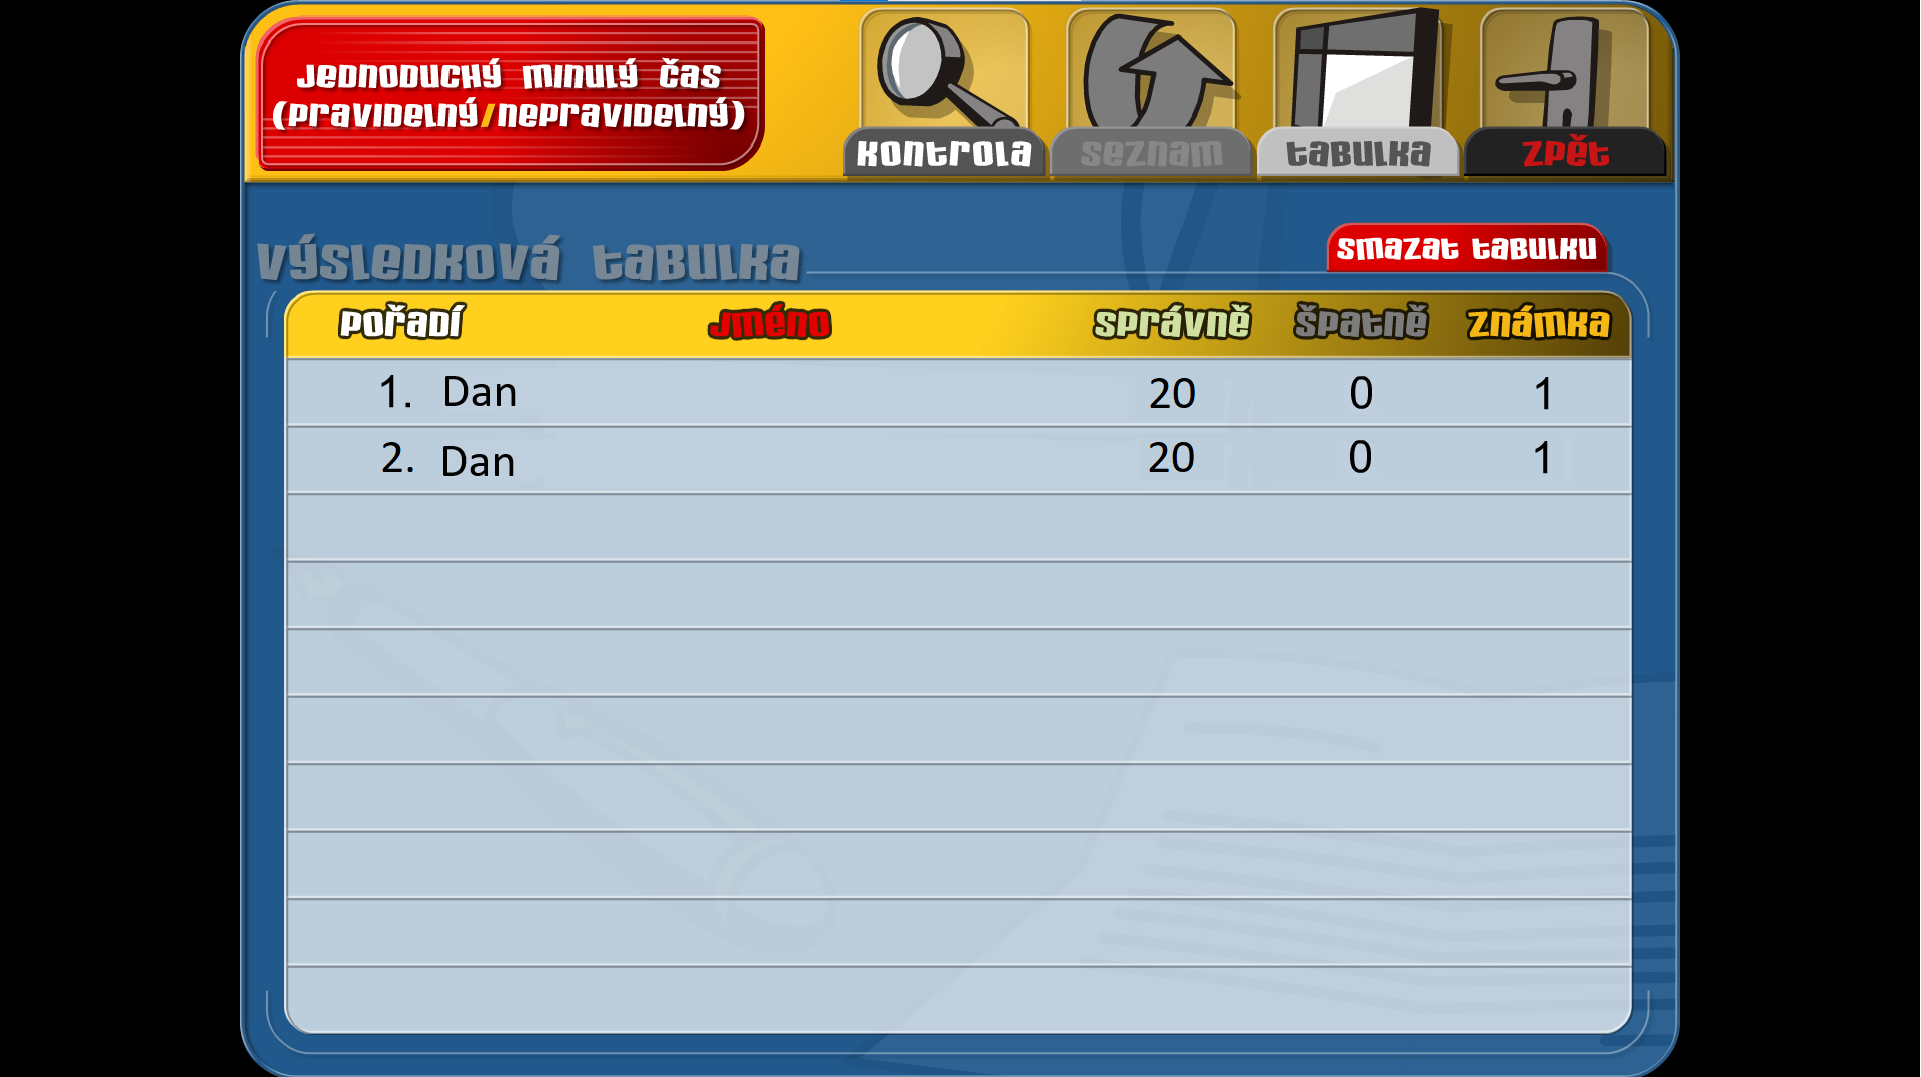 Jednoduchý minulý čas
(pravidelný/nepravidelný)
kontrola seznam tabulka zpět
Výsledková tabulka
smazat tabulku
pořadí jméno správně špatně známka
1. Dan 20 0 1
2. Dan 20 0 1